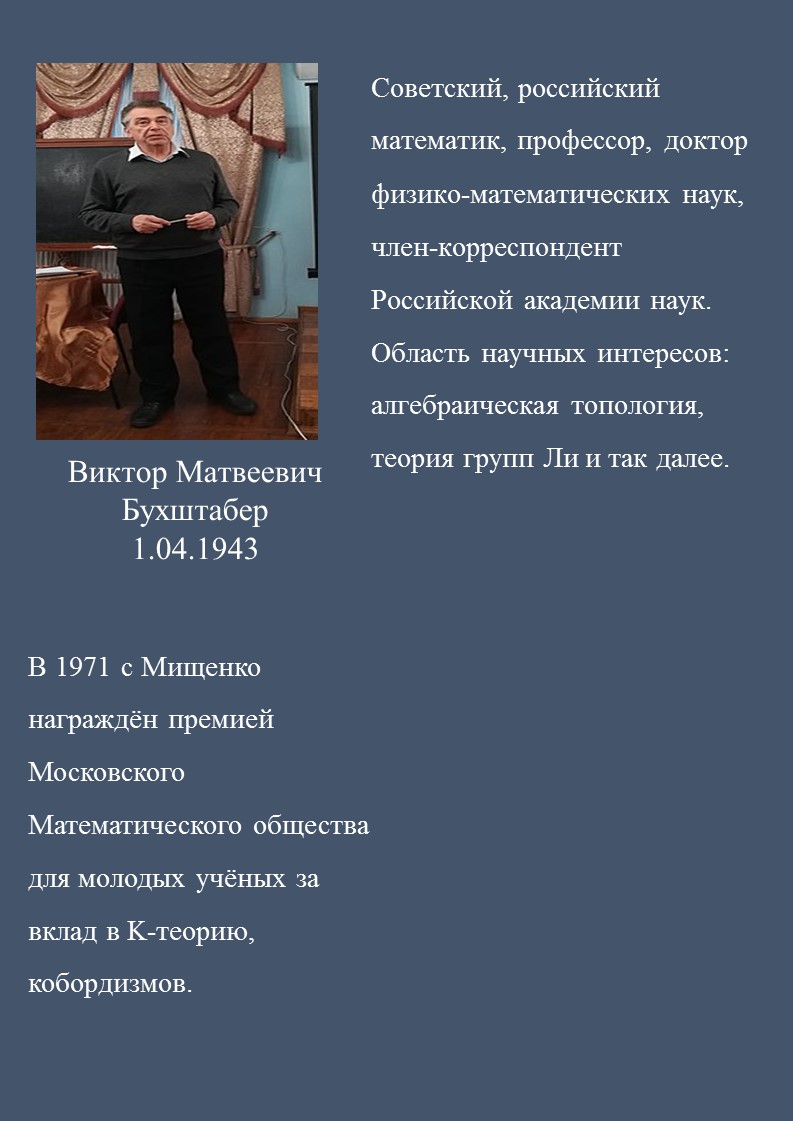 Советский, российский
математик, профессор, доктор
физико-математических наук,
член-корреспондент
Российской академии наук.
Область научных интересов:
алгебраическая топология,
теория групп Ли и так далее.
Виктор Матвеевич
Бухштабер
1.04.1943
В 1971 с Мищенко
награждён премией
Московского
Математического общества
для молодых учёных за
вклад в K-теорию,
кобордизмов.